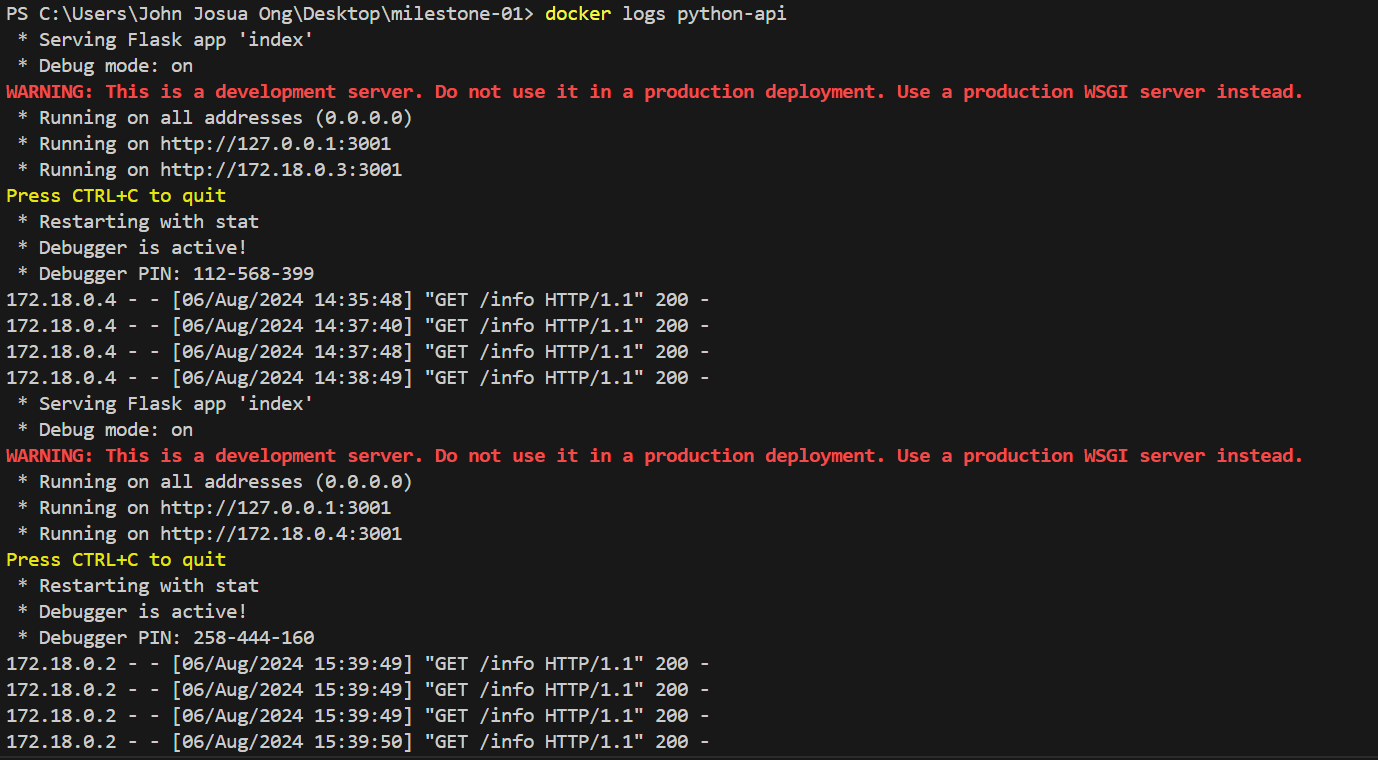 PS C:\Users\John Josua Ong\Desktop\milestone-01> docker logs python-api
 * Serving Flask app 'index'
 * Debug mode: on
WARNING: This is a development server. Do not use it in a production deployment. Use a production WSGI server instead.
 * Running on all addresses (0.0.0.0)
 * Running on http://127.0.0.1:3001
 * Running on http://172.18.0.3:3001
Press CTRL+C to quit
 * Restarting with stat
 * Debugger is active!
 * Debugger PIN: 112-568-399
172.18.0.4 - - [06/Aug/2024 14:35:48] "GET /info HTTP/1.1" 200 -
172.18.0.4 - - [06/Aug/2024 14:37:40] "GET /info HTTP/1.1" 200 -
172.18.0.4 - - [06/Aug/2024 14:37:48] "GET /info HTTP/1.1" 200 -
172.18.0.4 - - [06/Aug/2024 14:38:49] "GET /info HTTP/1.1" 200 -
 * Serving Flask app 'index'
 * Debug mode: on
WARNING: This is a development server. Do not use it in a production deployment. Use a production WSGI server instead.
 * Running on all addresses (0.0.0.0)
 * Running on http://127.0.0.1:3001
 * Running on http://172.18.0.4:3001
Press CTRL+C to quit
 * Restarting with stat
 * Debugger is active!
 * Debugger PIN: 258-444-160
172.18.0.2 - - [06/Aug/2024 15:39:49] "GET /info HTTP/1.1" 200 -
172.18.0.2 - - [06/Aug/2024 15:39:49] "GET /info HTTP/1.1" 200 -
172.18.0.2 - - [06/Aug/2024 15:39:49] "GET /info HTTP/1.1" 200 -
172.18.0.2 - - [06/Aug/2024 15:39:50] "GET /info HTTP/1.1" 200 -